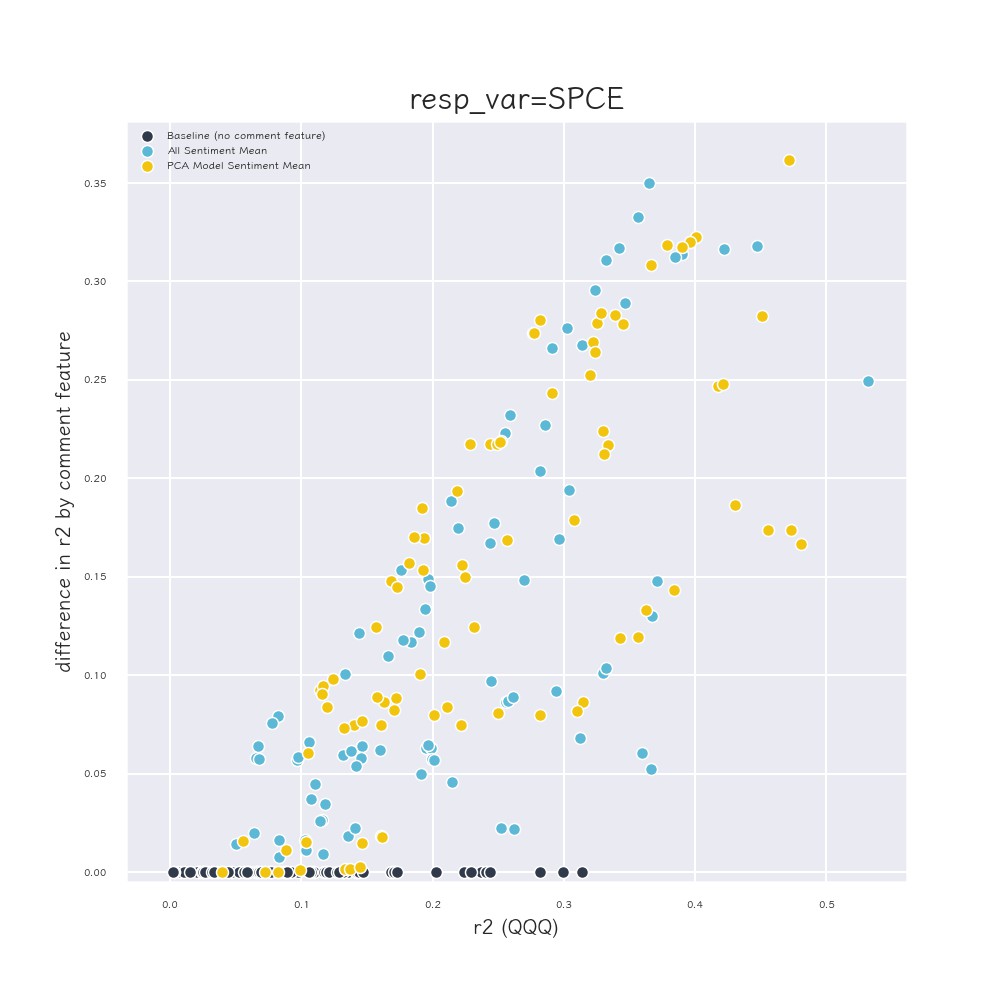 resp_var=SPCE
Baseline (no comment feature)
All Sentiment Mean
PCA Model Sentiment Mean
difference in r2 by comment feature
0.35
0.30
0.25
0.20
0.15
0.10
0.05
0.00
0.0 0.1 0.2 0.3 0.4 0.5
r2 (QQQ)